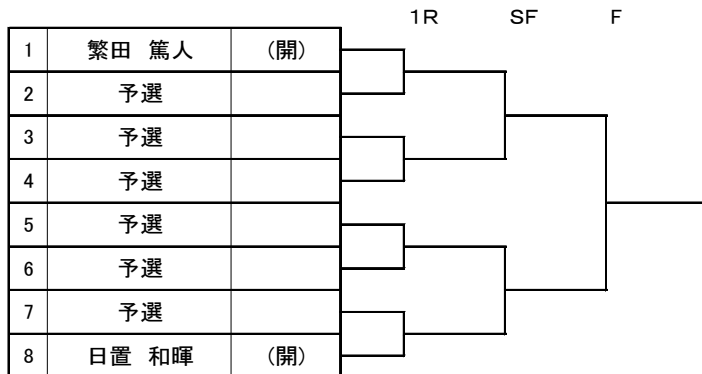 1R SF F
1 繁田 篤人 (開)
2 予選
3 予選
4 予選
5 予選
6 予選
7 予選
8 日置 和暉 (開)